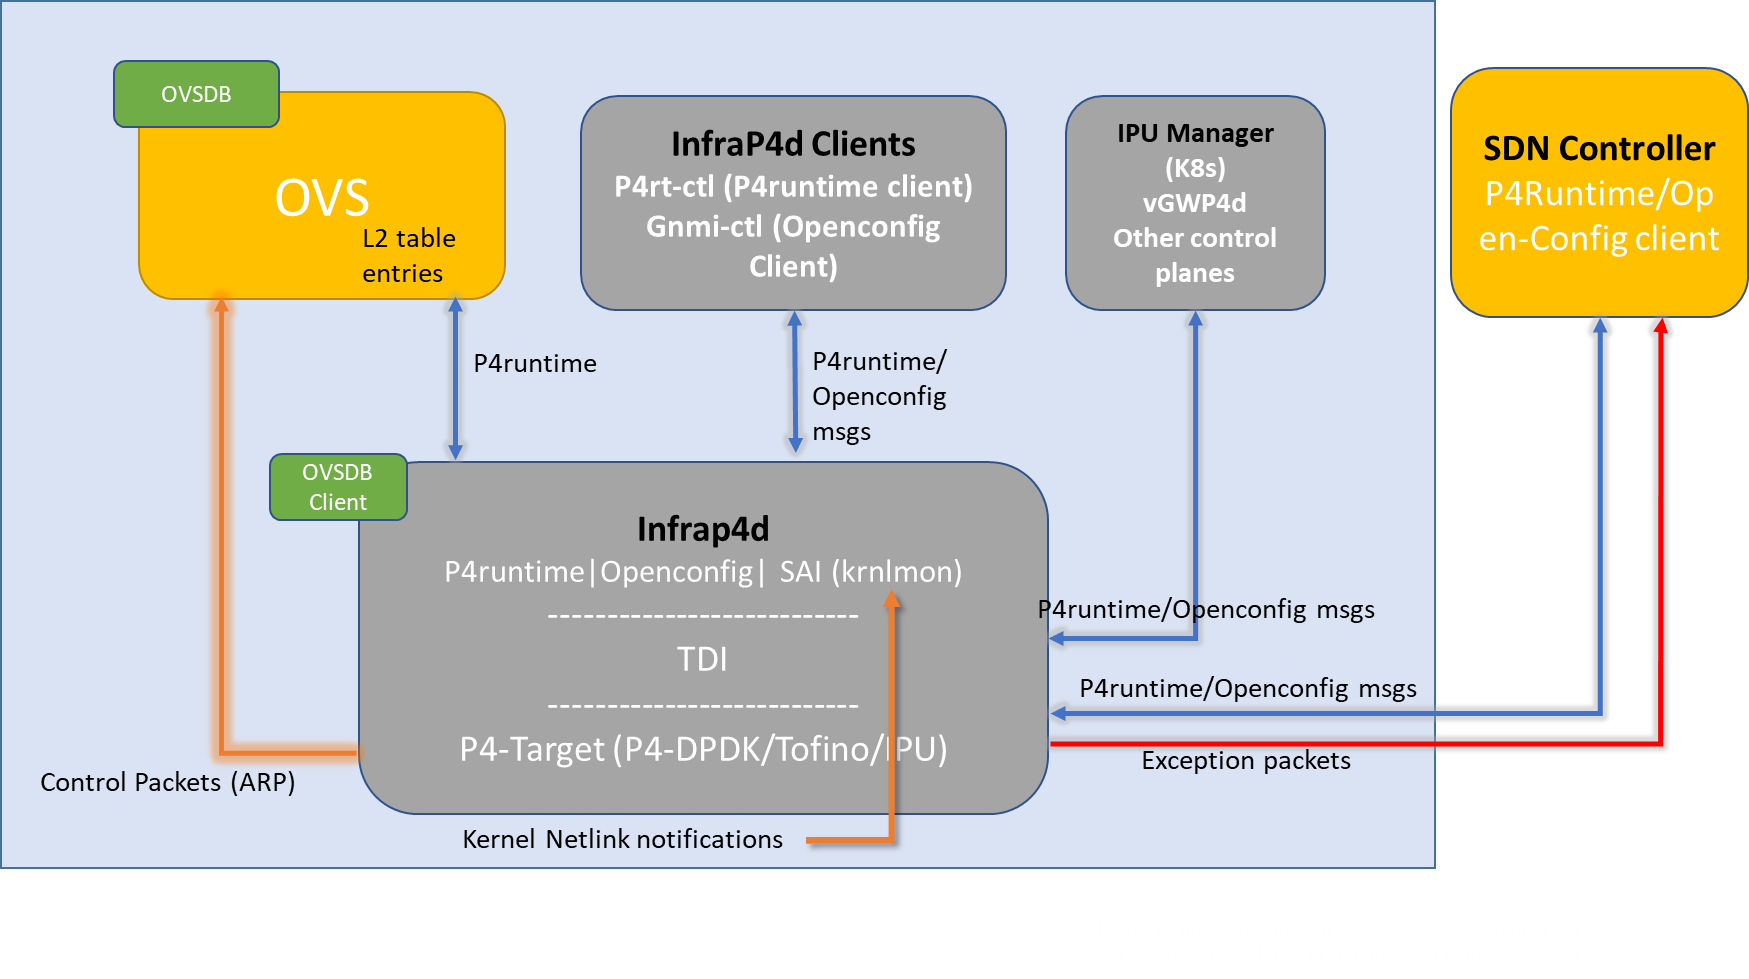 OVSDB
OVS
L2 table
entries
InfraP4d Clients
P4rt-ctl (P4runtime client)
Gnmi-ctl (Openconfig
Client)
IPU Manager
(K8s)
vGWP4d
Other control
planes
SDN Controller
P4Runtime/Op
en-Config client
P4runtime
P4runtime/
Openconfig
msgs
OVSDB
Client
Infrap4d
P4runtime|Openconfig| SAI (krnlmon)
--------------------------
TDI
--------------------------
P4-Target (P4-DPDK/Tofino/IPU)
P4runtime/Openconfig msgs
P4runtime/Openconfig msgs
Exception packets
Control Packets (ARP)
Kernel Netlink notifications